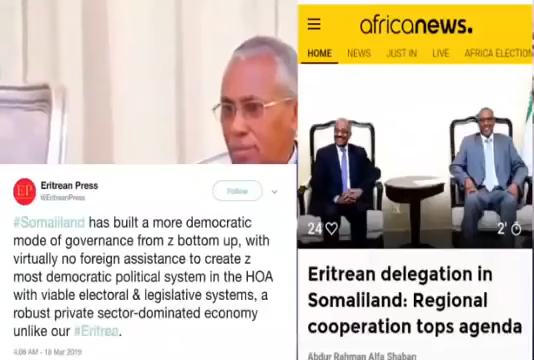 Eritrean Press
@EritreanPress
Follow
#Somaliland has built a more democratic
mode of governance from z bottom up, with
virtually no foreign assistance to create z
most democratic political system in the HOA
with viable electoral & legislative systems, a
robust private sector-dominated economy
unlike our #Eritrea.
4:08 AM - 18 Mar 2019
africanews.
HOME NEWS JUST IN LIVE AFRICA ELECTION
24
2'
Eritrean delegation in
Somaliland: Regional
cooperation tops agenda
Abdur Rahman Alfa Shaban